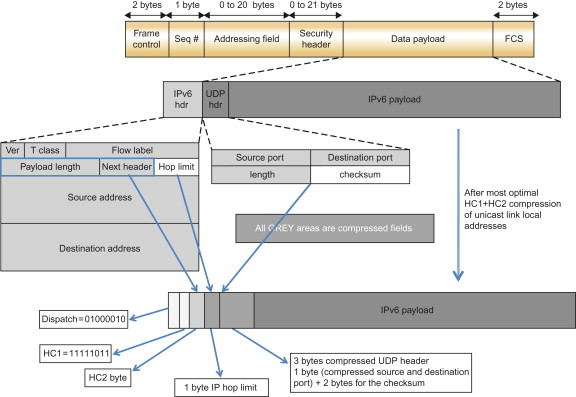 2 bytes 1 byte 0 to 20 bytes 0 to 21 bytes 2 bytes
Frame control Seq # Addressing field Security header Data payload FCS
IPv6 hdr UDP hdr IPv6 payload
Ver T class Flow label
Payload length Next header Hop limit
Source address
Destination address
Source port Destination port
length checksum
All GREY areas are compressed fields
After most optimal
HC1+HC2 compression
of unicast link local
addresses
IPv6 payload
Dispatch=01000010
HC1=11111011
HC2 byte
1 byte IP hop limit
3 bytes compressed UDP header
1 byte (compressed source and destination
port) + 2 bytes for the checksum